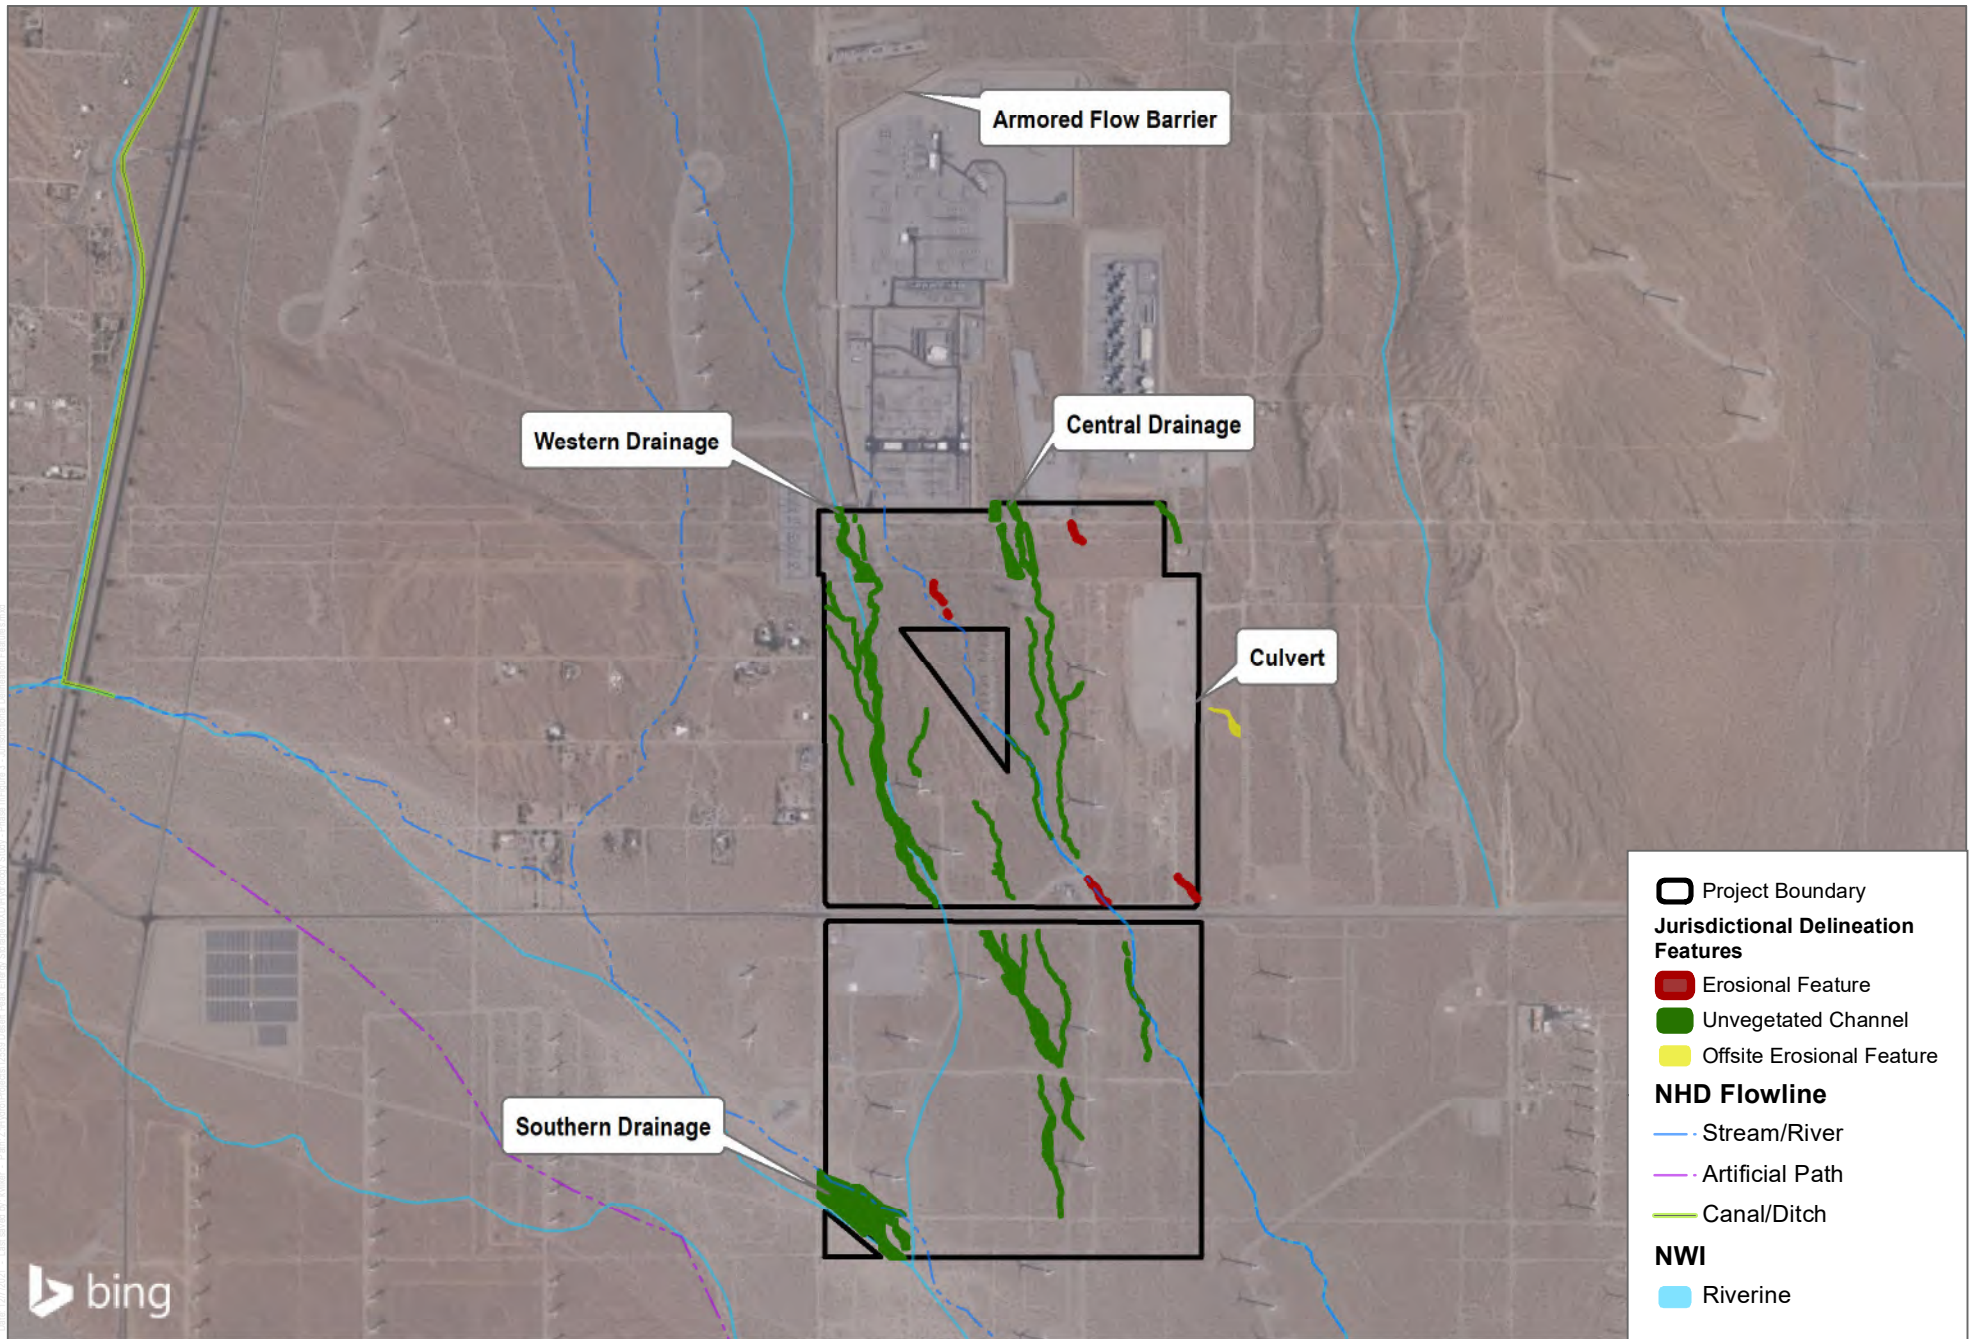 Armored Flow Barrier
Central Drainage
Western Drainage
Culvert
Southern Drainage
Project Boundary
Jurisdictional Delineation
Features
Erosional Feature
Unvegetated Channel
Offsite Erosional Feature
NHD Flowline
Stream/River
Artificial Path
Canal/Ditch
NWI
Riverine
bing